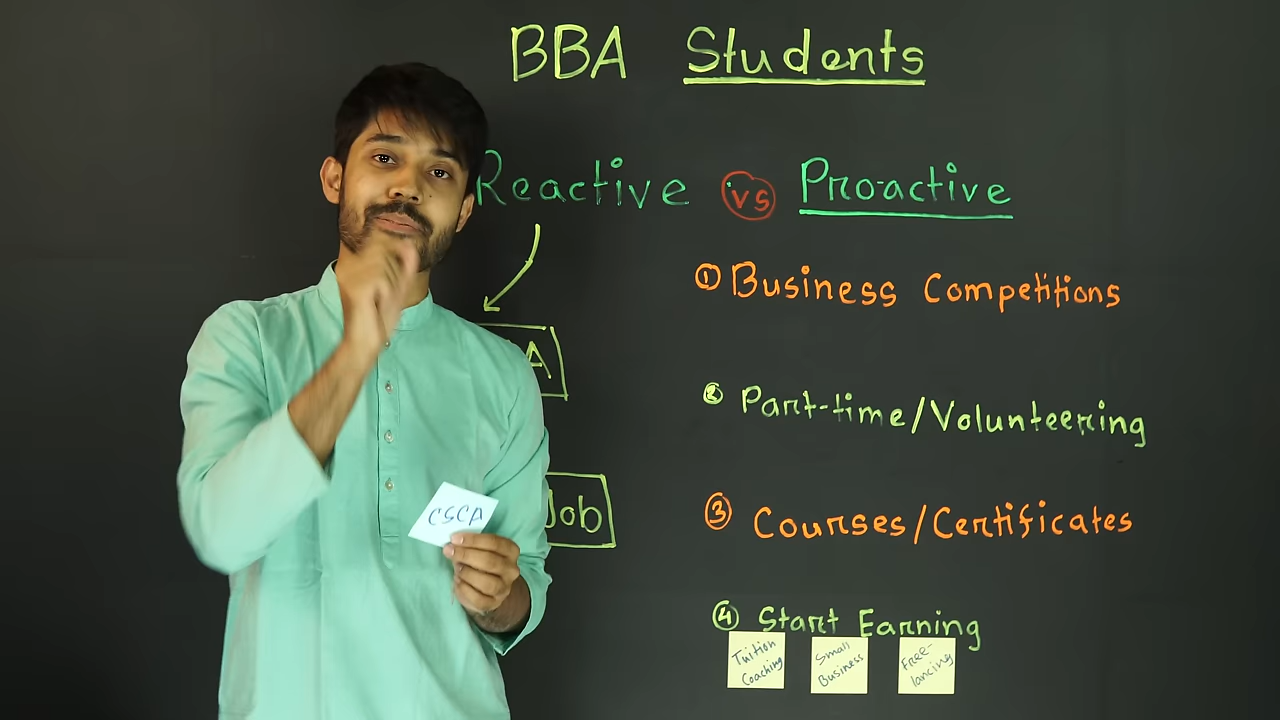 BBA Students
Reactive vs Pro-active
① Business Competitions
A
② Part-time/Volunteering
③ Courses/Certificates
Job
CSCA
④ Start Earning
Tuition
Coaching
Small
Business
Free-
lancing